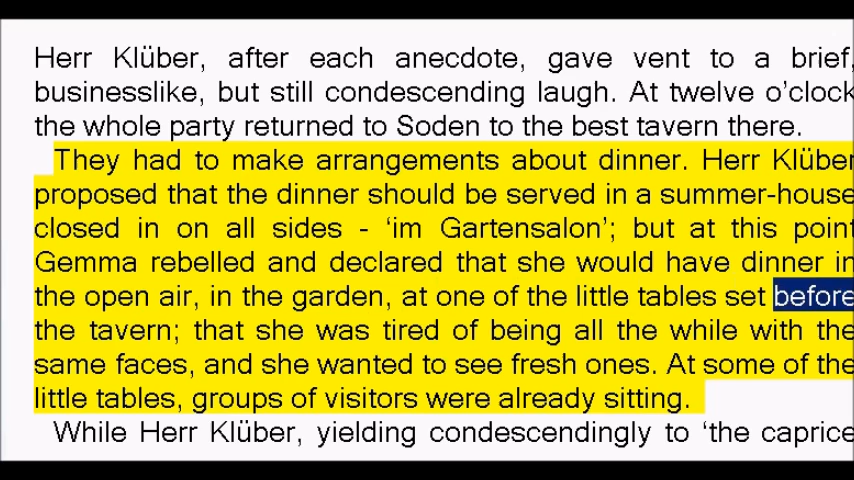 Herr Klüber, after each anecdote, gave vent to a brief,
businesslike, but still condescending laugh. At twelve o’clock
the whole party returned to Soden to the best tavern there.
They had to make arrangements about dinner. Herr Klüber
proposed that the dinner should be served in a summer-house
closed in on all sides - ‘im Gartensalon’; but at this point
Gemma rebelled and declared that she would have dinner in
the open air, in the garden, at one of the little tables set before
the tavern; that she was tired of being all the while with the
same faces, and she wanted to see fresh ones. At some of the
little tables, groups of visitors were already sitting.
While Herr Klüber, yielding condescendingly to ‘the caprice